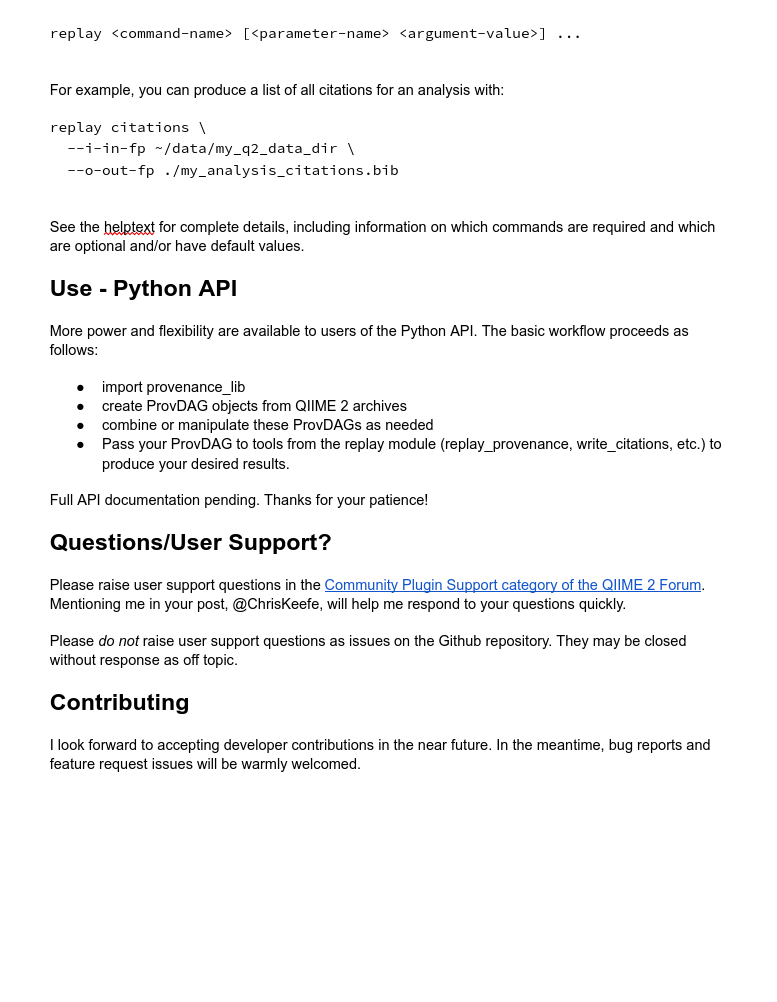 replay <command-name> [<parameter-name> <argument-value>] ...
For example, you can produce a list of all citations for an analysis with:
replay citations \
--i-in-fp ~/data/my_q2_data_dir \
--o-out-fp ./my_analysis_citations.bib
See the helptext for complete details, including information on which commands are required and which
are optional and/or have default values.
Use - Python API
More power and flexibility are available to users of the Python API. The basic workflow proceeds as
follows:
● import provenance_lib
● create ProvDAG objects from QIIME 2 archives
● combine or manipulate these ProvDAGs as needed
● Pass your ProvDAG to tools from the replay module (replay_provenance, write_citations, etc.) to
produce your desired results.
Full API documentation pending. Thanks for your patience!
Questions/User Support?
Please raise user support questions in the Community Plugin Support category of the QIIME 2 Forum.
Mentioning me in your post, @ChrisKeefe, will help me respond to your questions quickly.
Please do not raise user support questions as issues on the Github repository. They may be closed
without response as off topic.
Contributing
I look forward to accepting developer contributions in the near future. In the meantime, bug reports and
feature request issues will be warmly welcomed.